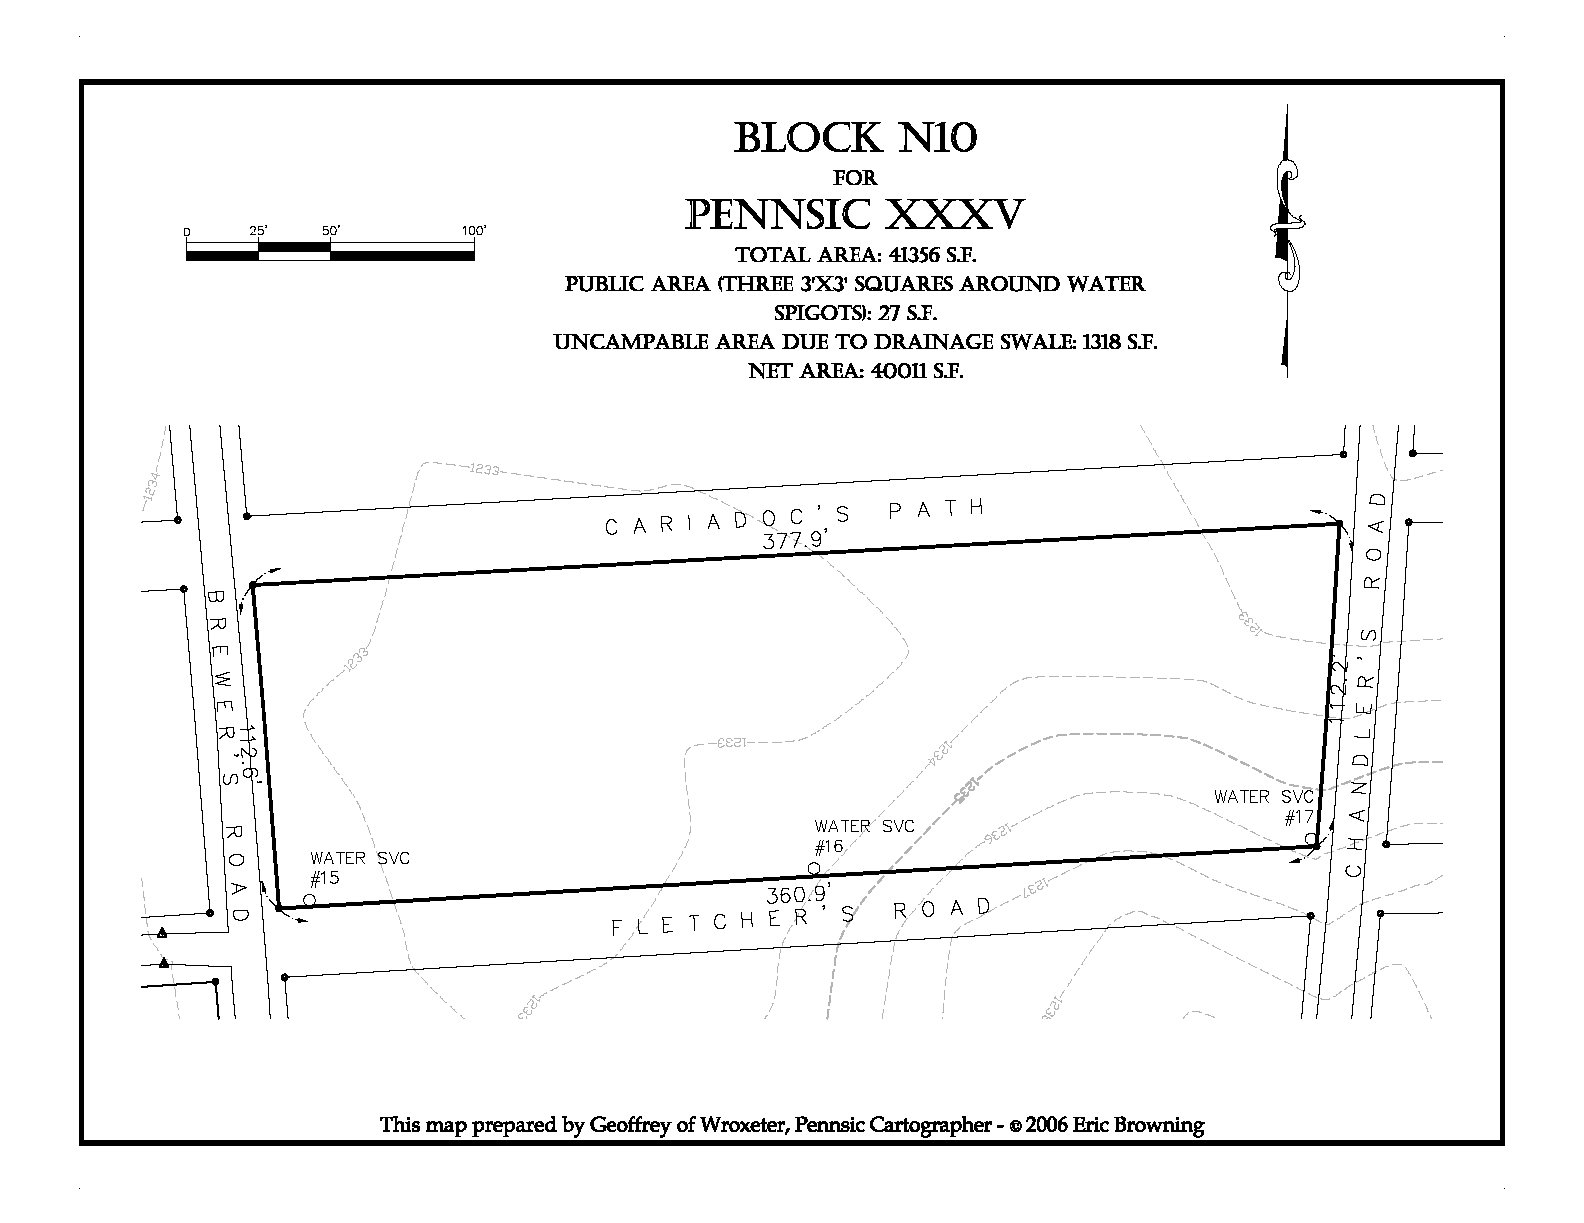 BLOCK N10
FOR
PENNSIC XXXV
TOTAL AREA: 41356 S.F.
PUBLIC AREA (THREE 3'X3' SQUARES AROUND WATER
SPIGOTS): 27 S.F.
UNCAMPABLE AREA DUE TO DRAINAGE SWALE: 1318 S.F.
NET AREA: 40011 S.F.
0 25' 50' 100'
1234
1233
CARIADOC'S PATH
377.9'
BREWER'S ROAD
112.6'
CHANDLER'S ROAD
112.2'
1233
1233
1233
1234
1235
1236
1237
WATER SVC
#15
WATER SVC
#16
WATER SVC
#17
360.9'
FLETCHER'S ROAD
1233
This map prepared by Geoffrey of Wroxeter, Pennsic Cartographer - © 2006 Eric Browning